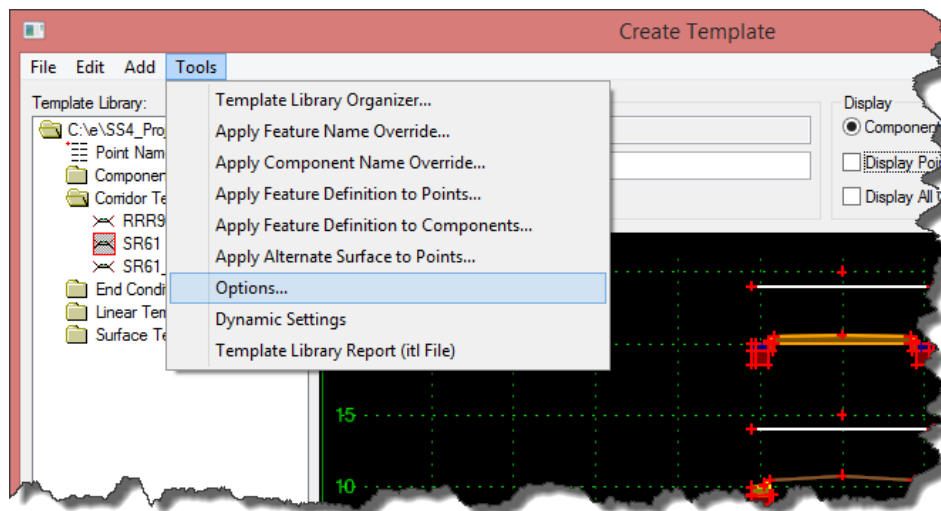 Create Template
File Edit Add Tools
Template Library:
C:\e\SS4_Proj
Point Nam
Componen
Corridor Te
RRR9
SR61
SR61_
End Condi
Linear Tem
Surface Te
Template Library Organizer...
Apply Feature Name Override...
Apply Component Name Override...
Apply Feature Definition to Points...
Apply Feature Definition to Components...
Apply Alternate Surface to Points...
Options...
Dynamic Settings
Template Library Report (itl File)
Display
Component
Display Poi
Display All
15
10